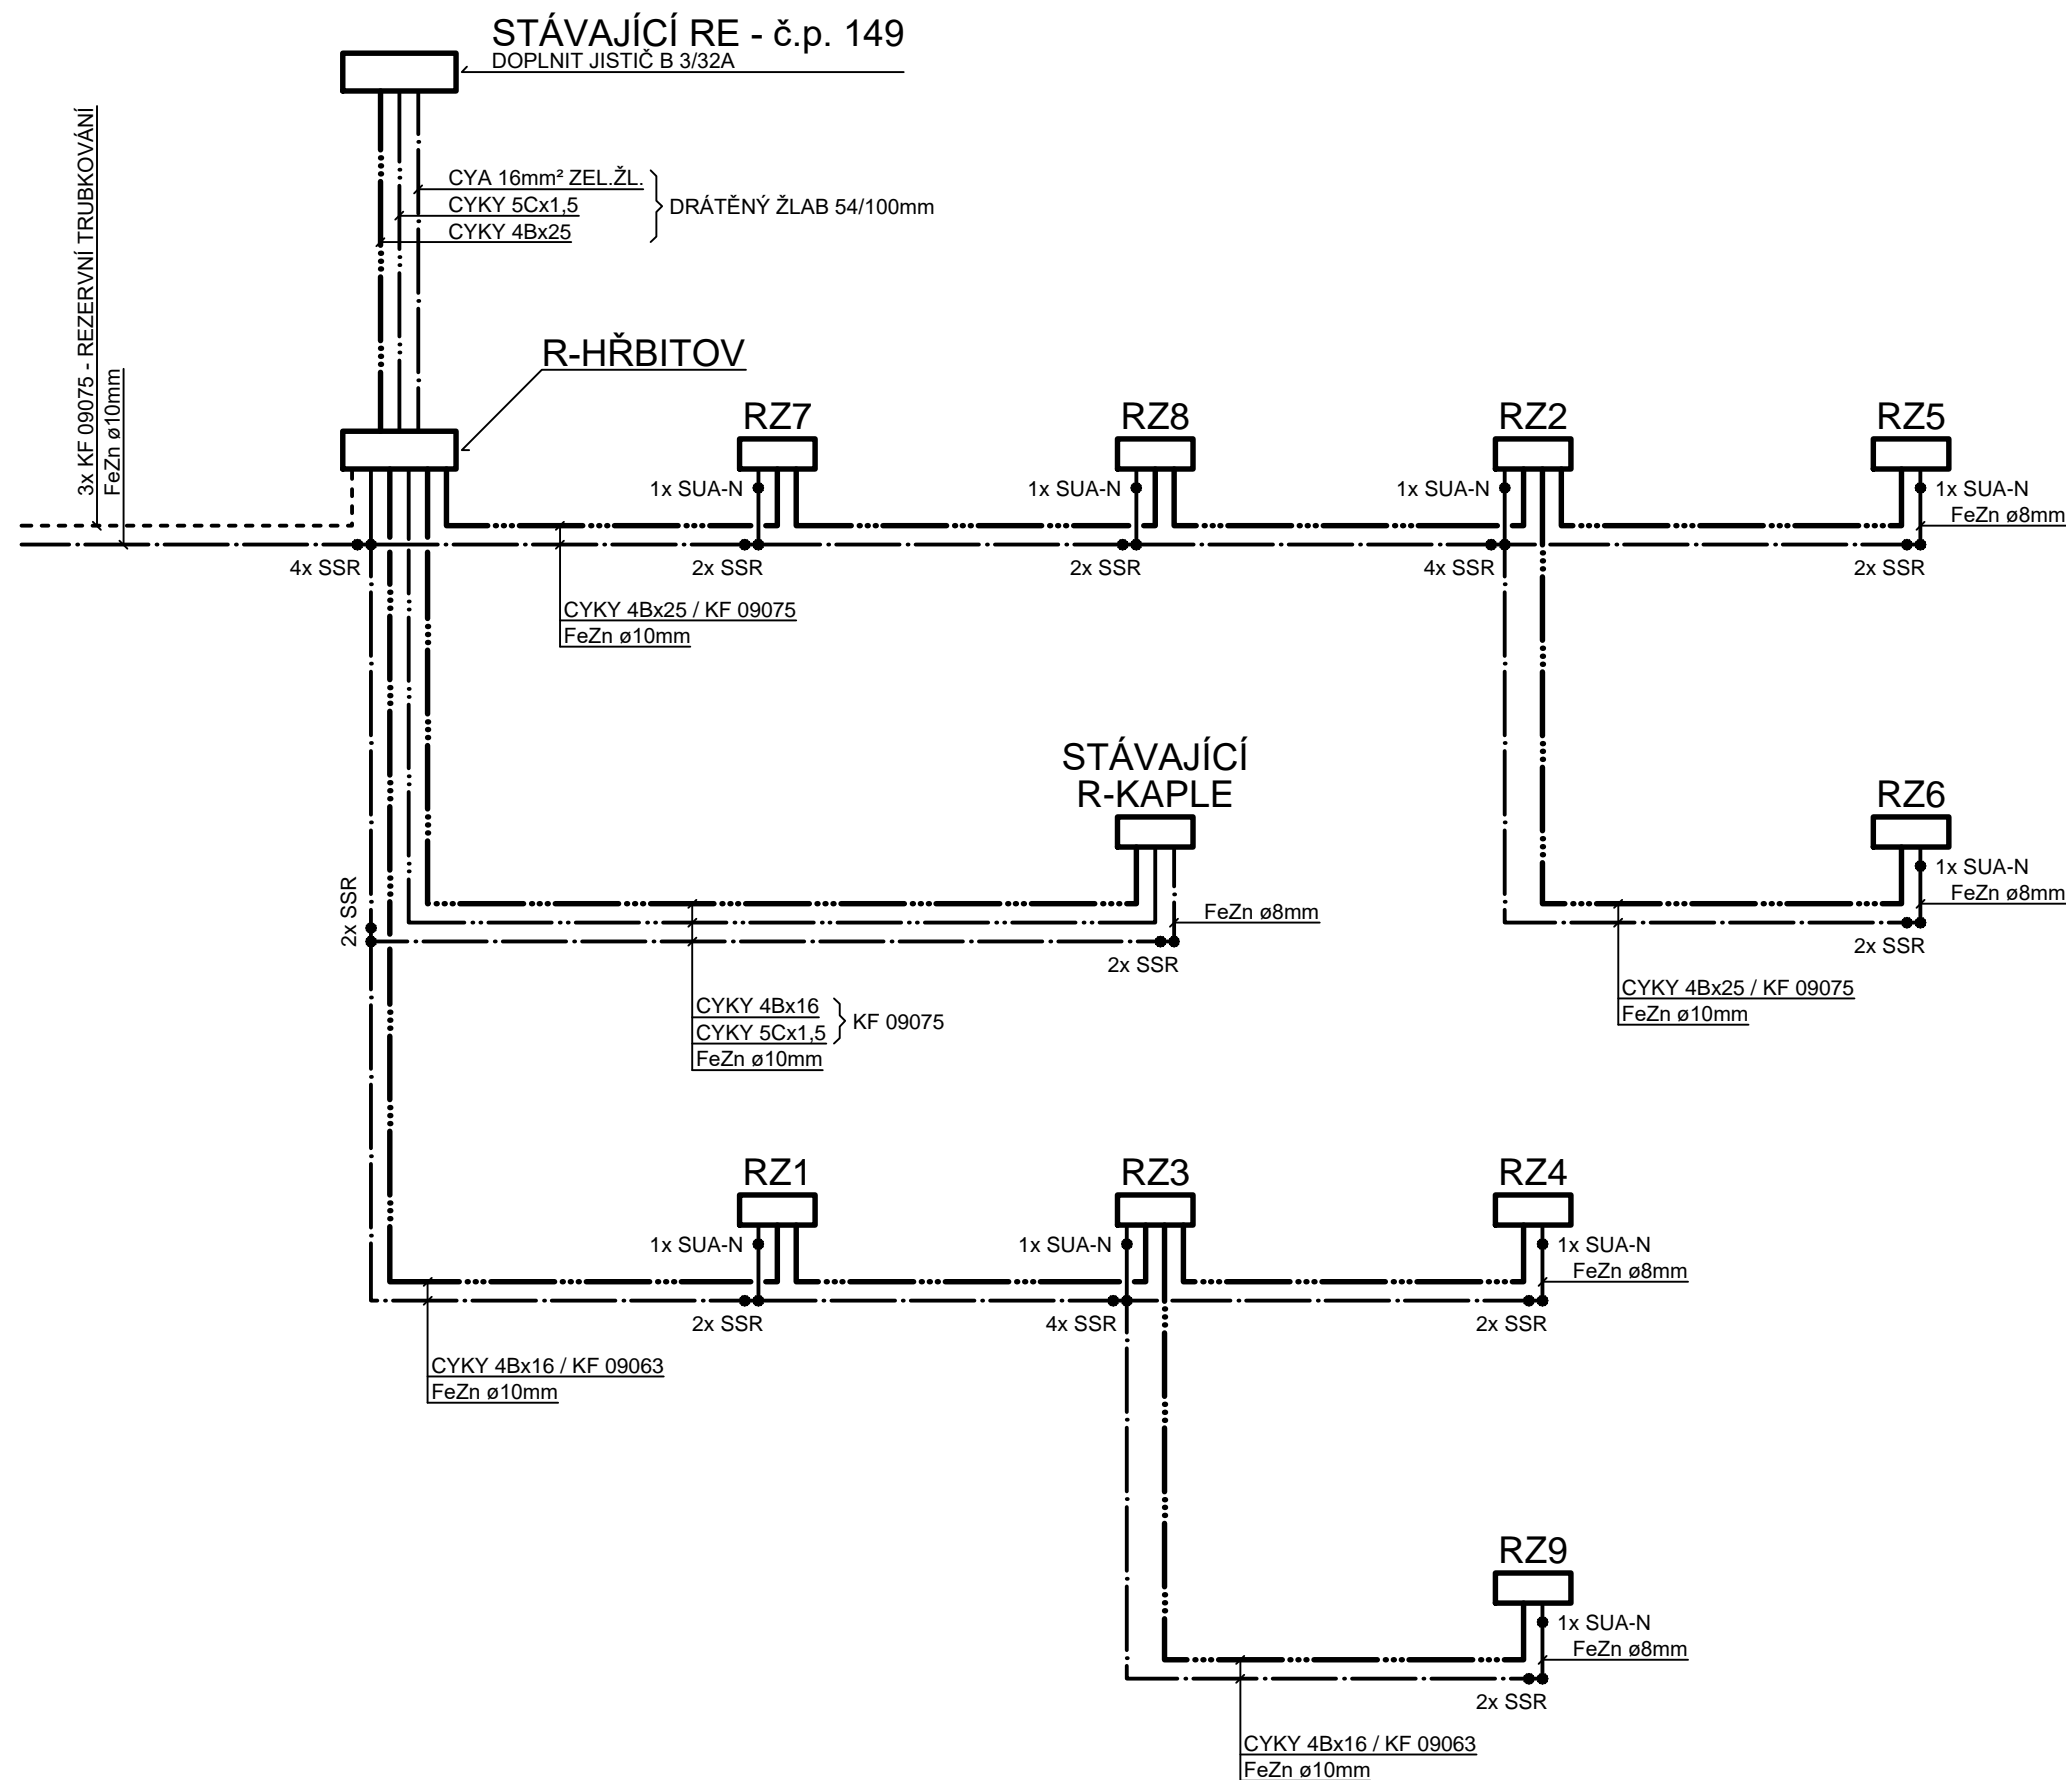 STÁVAJÍCÍ RE - č.p. 149
DOPLNIT JISTIČ B 3/32A
3x KF 09075 - REZERVNÍ TRUBKOVÁNÍ
FeZn ø10mm
CYA 16mm² ZEL.ŽL.
CYKY 5Cx1,5
CYKY 4Bx25
DRÁTĚNÝ ŽLAB 54/100mm
R-HŘBITOV
RZ7
RZ8
RZ2
RZ5
1x SUA-N
1x SUA-N
1x SUA-N
1x SUA-N
FeZn ø8mm
4x SSR
2x SSR
2x SSR
4x SSR
2x SSR
CYKY 4Bx25 / KF 09075
FeZn ø10mm
STÁVAJÍCÍ
R-KAPLE
RZ6
1x SUA-N
FeZn ø8mm
2x SSR
FeZn ø8mm
2x SSR
2x SSR
CYKY 4Bx16
CYKY 5Cx1,5
KF 09075
FeZn ø10mm
CYKY 4Bx25 / KF 09075
FeZn ø10mm
RZ1
RZ3
RZ4
1x SUA-N
1x SUA-N
1x SUA-N
FeZn ø8mm
2x SSR
4x SSR
2x SSR
CYKY 4Bx16 / KF 09063
FeZn ø10mm
RZ9
1x SUA-N
FeZn ø8mm
2x SSR
CYKY 4Bx16 / KF 09063
FeZn ø10mm